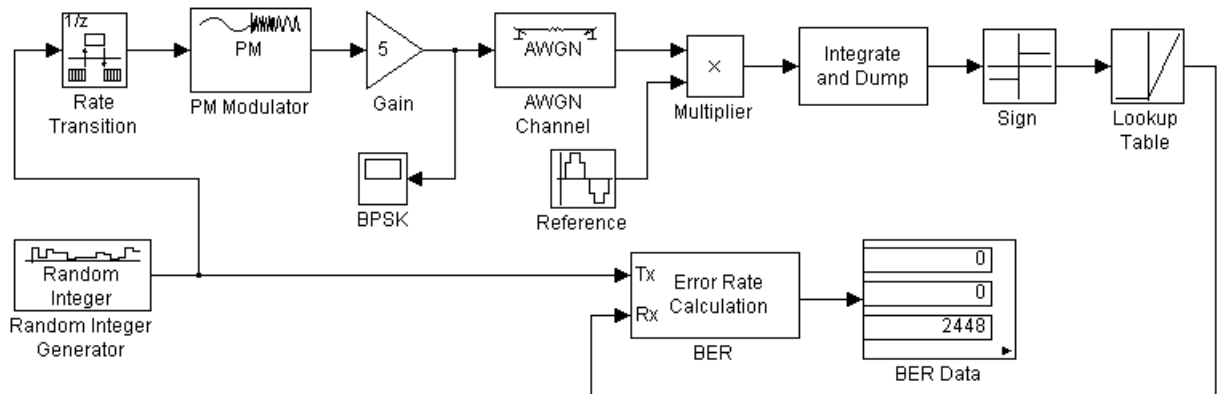 1/z
Rate
Transition
PM
PM Modulator
5
Gain
AWGN
AWGN
Channel
×
Multiplier
Integrate
and Dump
Sign
Lookup
Table
BPSK
Reference
Random
Integer
Random Integer
Generator
Tx
Rx
Error Rate
Calculation
BER
0
0
2448
BER Data